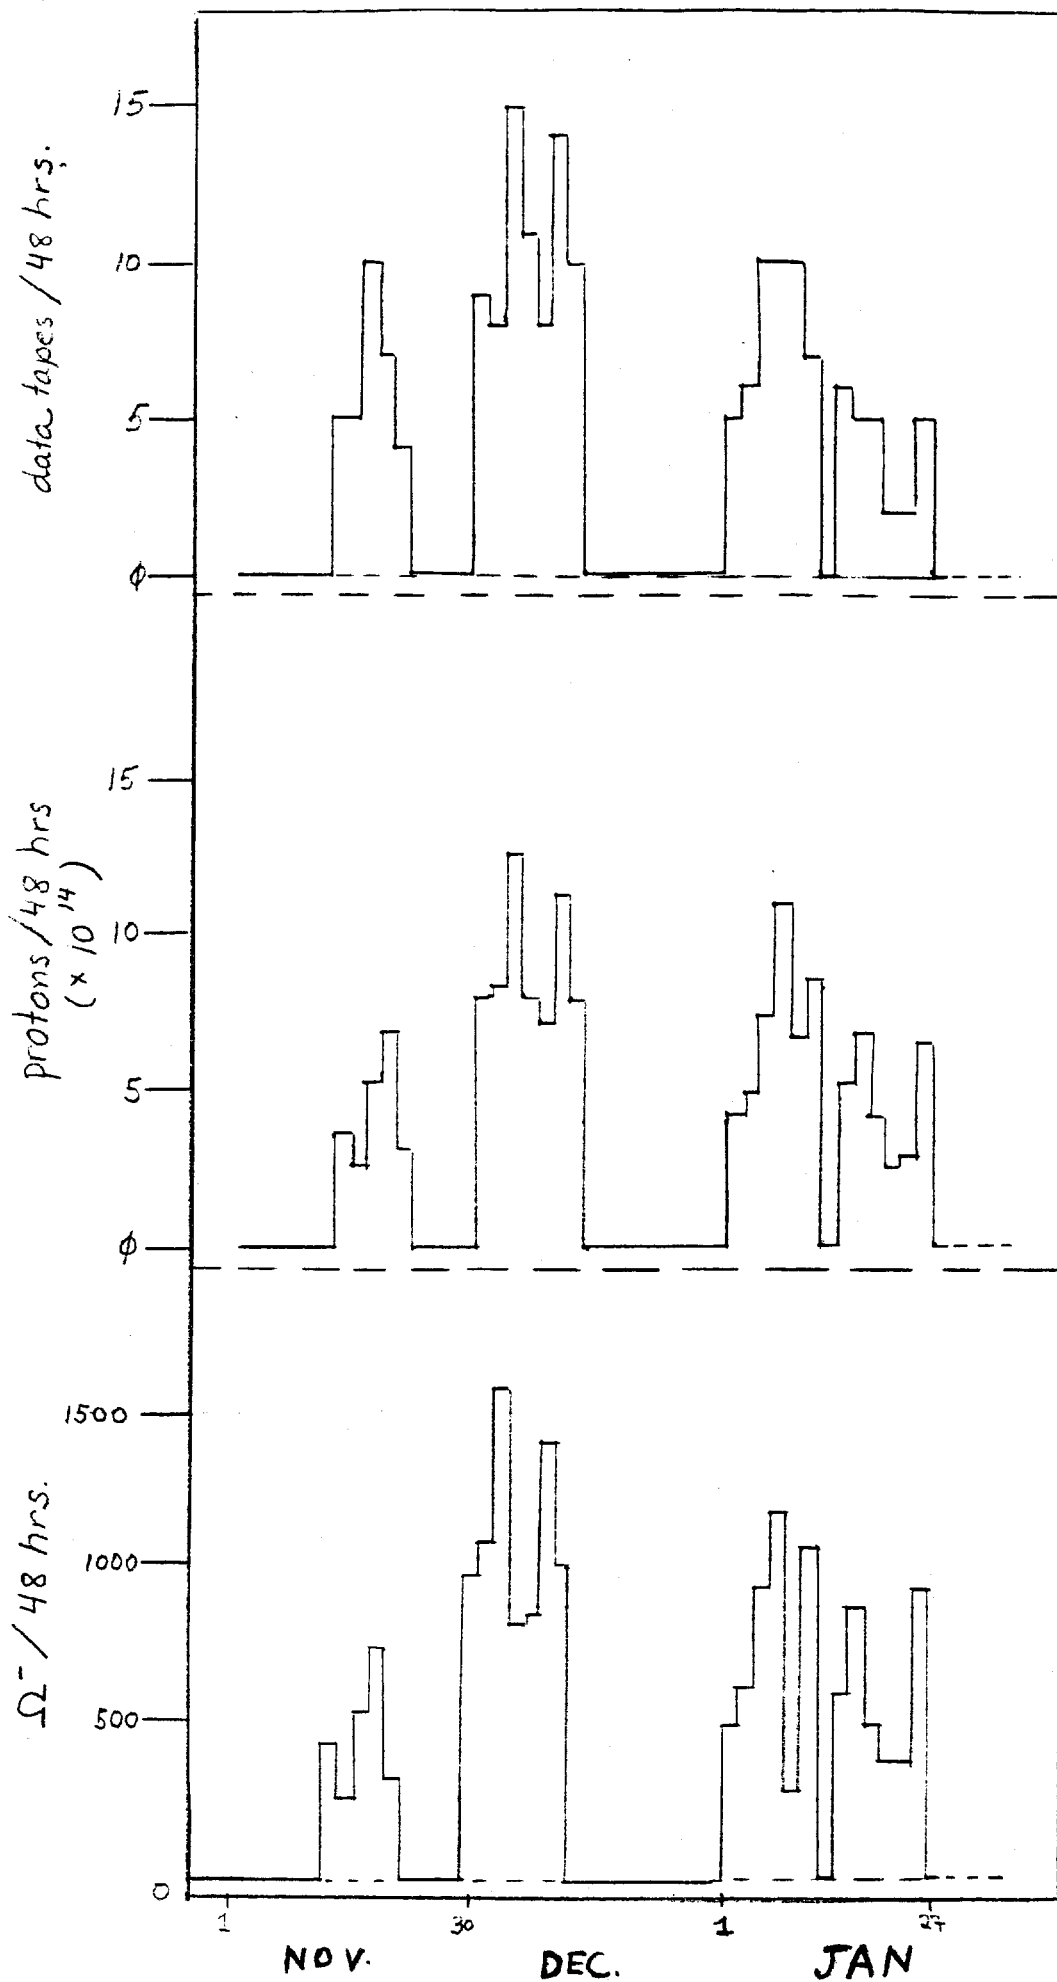 data tapes / 48 hrs.
15
10
5
φ
protons / 48 hrs
(× 10¹⁴)
15
10
5
φ
Ω⁻ / 48 hrs.
1500
1000
500
0
1
30
1
27
NOV.
DEC.
JAN